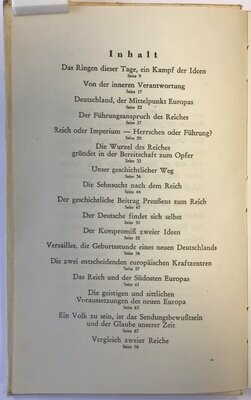 Inhalt
Das Ringen dieser Tage, ein Kampf der Ideen
Seite 9
Von der inneren Verantwortung
Seite 17
Deutschland, der Mittelpunkt Europas
Seite 22
Der Führungsanspruch des Reiches
Seite 27
Reich oder Imperium — Herrschen oder Führung?
Seite 29
Die Wurzel des Reiches
gründet in der Bereitschaft zum Opfer
Seite 33
Unser geschichtlicher Weg
Seite 36
Die Sehnsucht nach dem Reich
Seite 44
Der geschichtliche Beitrag Preußens zum Reich
Seite 47
Der Deutsche findet sich selbst
Seite 50
Der Kompromiß zweier Ideen
Seite 52
Versailles, die Geburtsstunde eines neuen Deutschlands
Seite 56
Die zwei entscheidenden europäischen Kraftzentren
Seite 57
Das Reich und der Südosten Europas
Seite 61
Die geistigen und sittlichen
Voraussetzungen des neuen Europa
Seite 63
Ein Volk zu sein, ist das Sendungsbewußtsein
und der Glaube unserer Zeit
Seite 67
Vergleich zweier Reiche
Seite 76